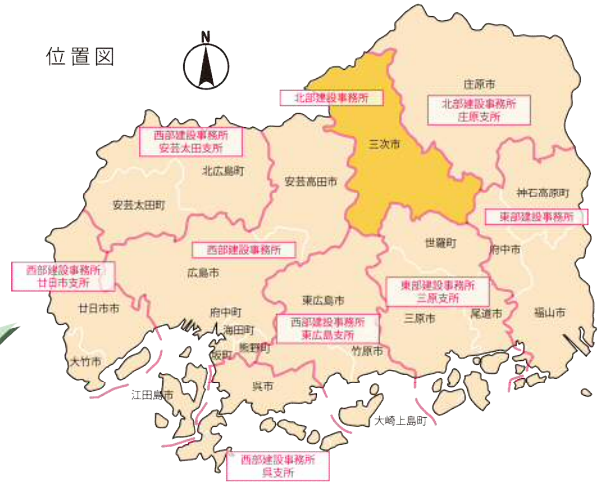 位置図
N
庄原市
北部建設事務所
北部建設事務所
庄原支所
三次市
西部建設事務所
安芸太田支所
北広島町
安芸高田市
安芸太田町
神石高原町
東部建設事務所
世羅町
府中市
西部建設事務所
西部建設事務所
廿日市支所
広島市
東部建設事務所
三原支所
廿日市市
東広島市
府中町
海田町
西部建設事務所
東広島支所
三原市
尾道市
福山市
熊野町
坂町
竹原市
大竹市
江田島市
呉市
大崎上島町
西部建設事務所
呉支所